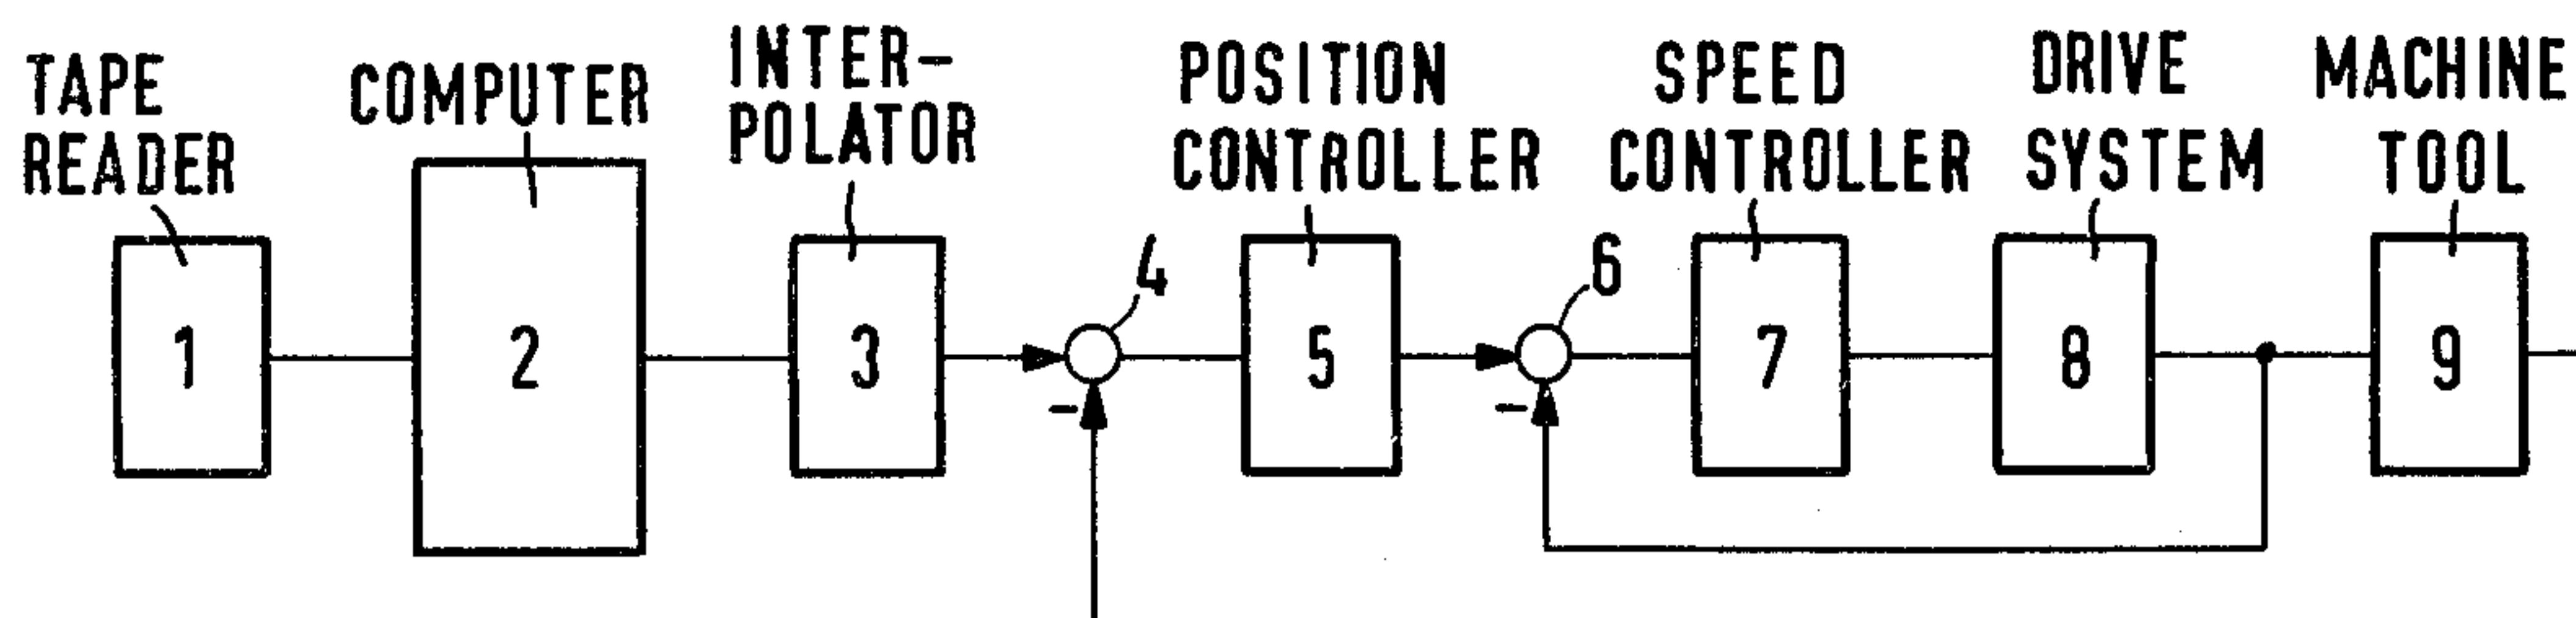 TAPE
READER
COMPUTER
INTER-
POLATOR
POSITION
CONTROLLER
SPEED
CONTROLLER
DRIVE
SYSTEM
MACHINE
TOOL
4
6
1
2
3
5
7
8
9
-
-